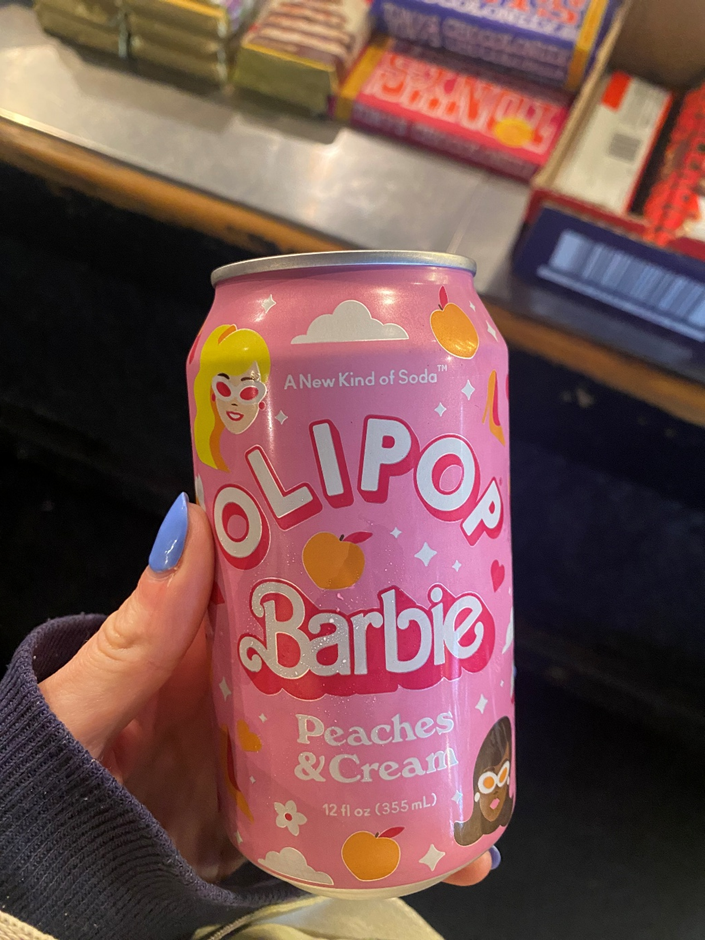 A New Kind of Soda™
OLIPOP
Barbie
Peaches
&Cream
12 fl oz (355 mL)